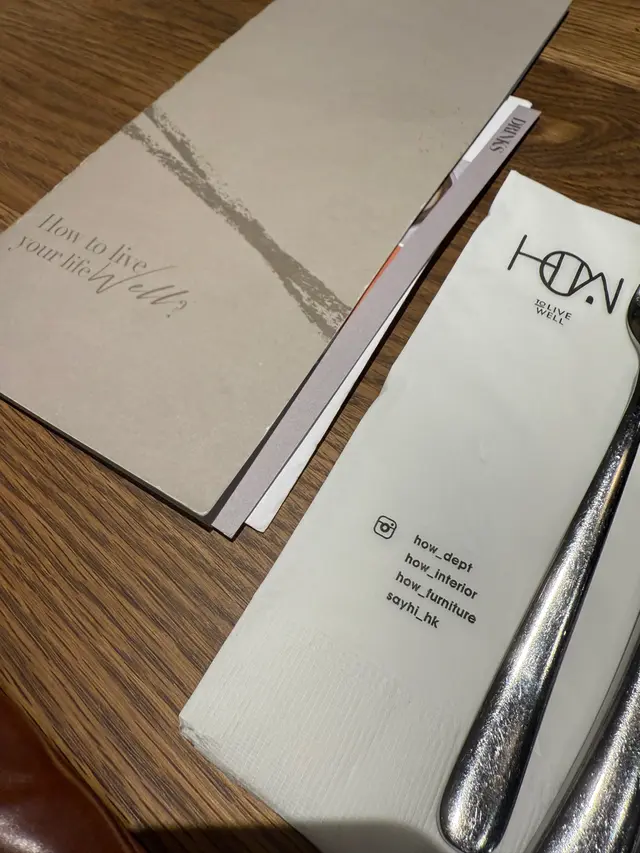 How to live
your life Well?
DRINKS
HOW
TO LIVE
WELL
how_dept
how_interior
how_furniture
sayhi_hk